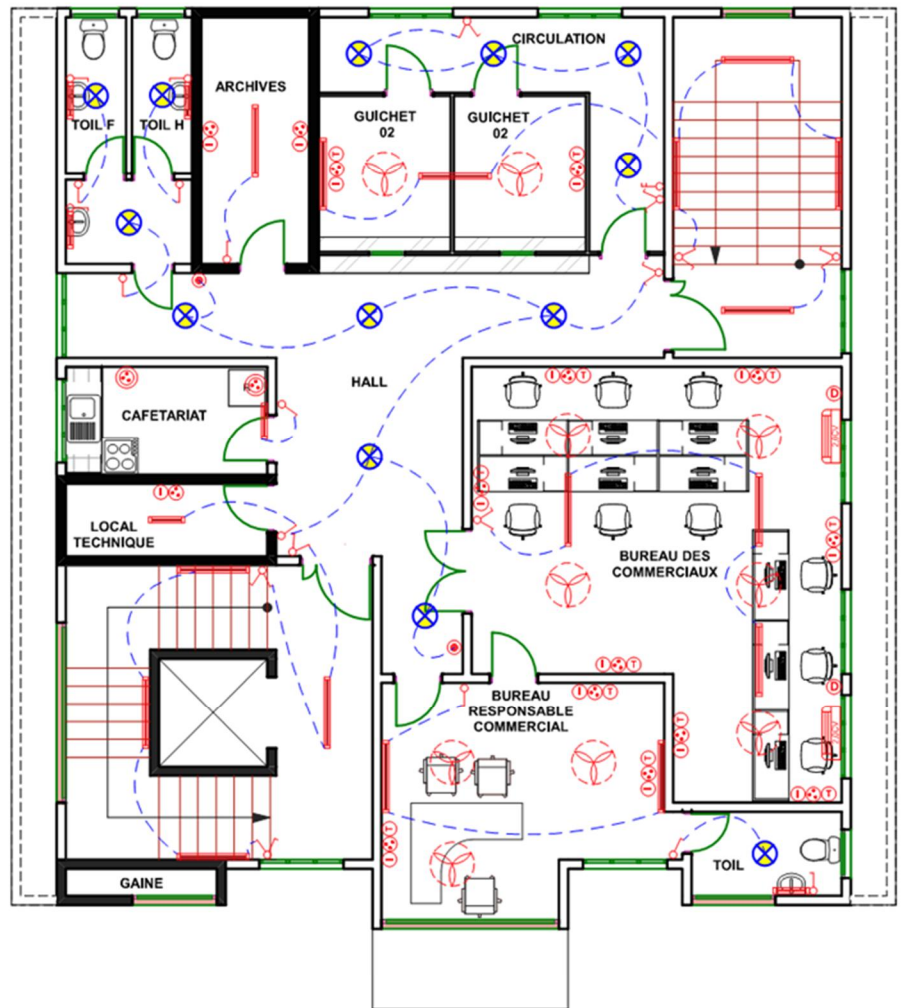 CIRCULATION
ARCHIVES
GUICHET
02
GUICHET
02
TOIL F
TOIL H
HALL
CAFETARIAT
LOCAL
TECHNIQUE
BUREAU DES
COMMERCIAUX
BUREAU
RESPONSABLE
COMMERCIAL
TOIL
GAINE